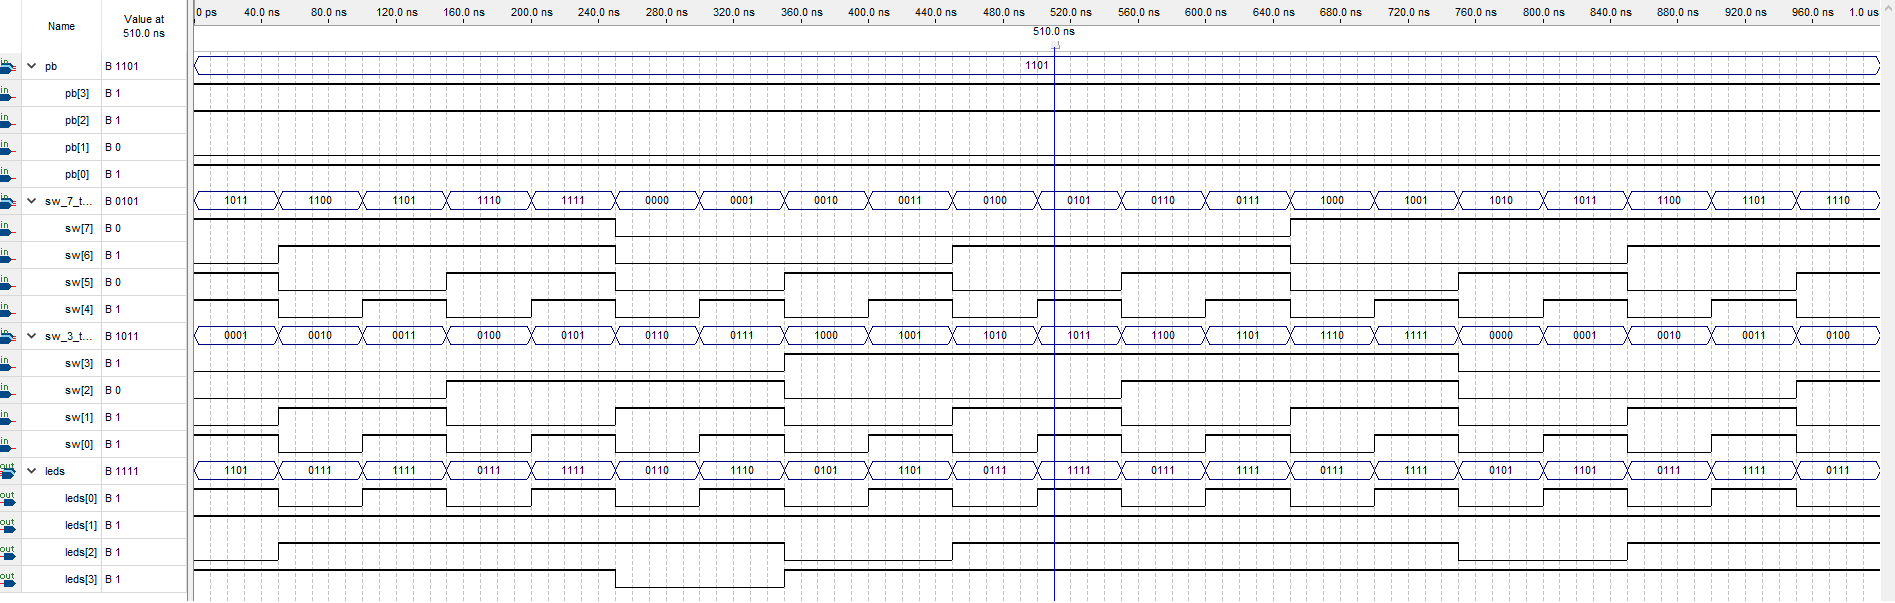 Name
Value at
510.0 ns
0 ps 40.0 ns 80.0 ns 120.0 ns 160.0 ns 200.0 ns 240.0 ns 280.0 ns 320.0 ns 360.0 ns 400.0 ns 440.0 ns 480.0 ns 520.0 ns 560.0 ns 600.0 ns 640.0 ns 680.0 ns 720.0 ns 760.0 ns 800.0 ns 840.0 ns 880.0 ns 920.0 ns 960.0 ns 1.0 us
510.0 ns
in pb B 1101 1101
in pb[3] B 1
in pb[2] B 1
in pb[1] B 0
in pb[0] B 1
in sw_7_t... B 0101 1011 1100 1101 1110 1111 0000 0001 0010 0011 0100 0101 0110 0111 1000 1001 1010 1011 1100 1101 1110
in sw[7] B 0
in sw[6] B 1
in sw[5] B 0
in sw[4] B 1
in sw_3_t... B 1011 0001 0010 0011 0100 0101 0110 0111 1000 1001 1010 1011 1100 1101 1110 1111 0000 0001 0010 0011 0100
in sw[3] B 1
in sw[2] B 0
in sw[1] B 1
in sw[0] B 1
out leds B 1111 1101 0111 1111 0111 1111 0110 1110 0101 1101 0111 1111 0111 1111 0111 1111 0101 1101 0111 1111 0111
out leds[0] B 1
out leds[1] B 1
out leds[2] B 1
out leds[3] B 1